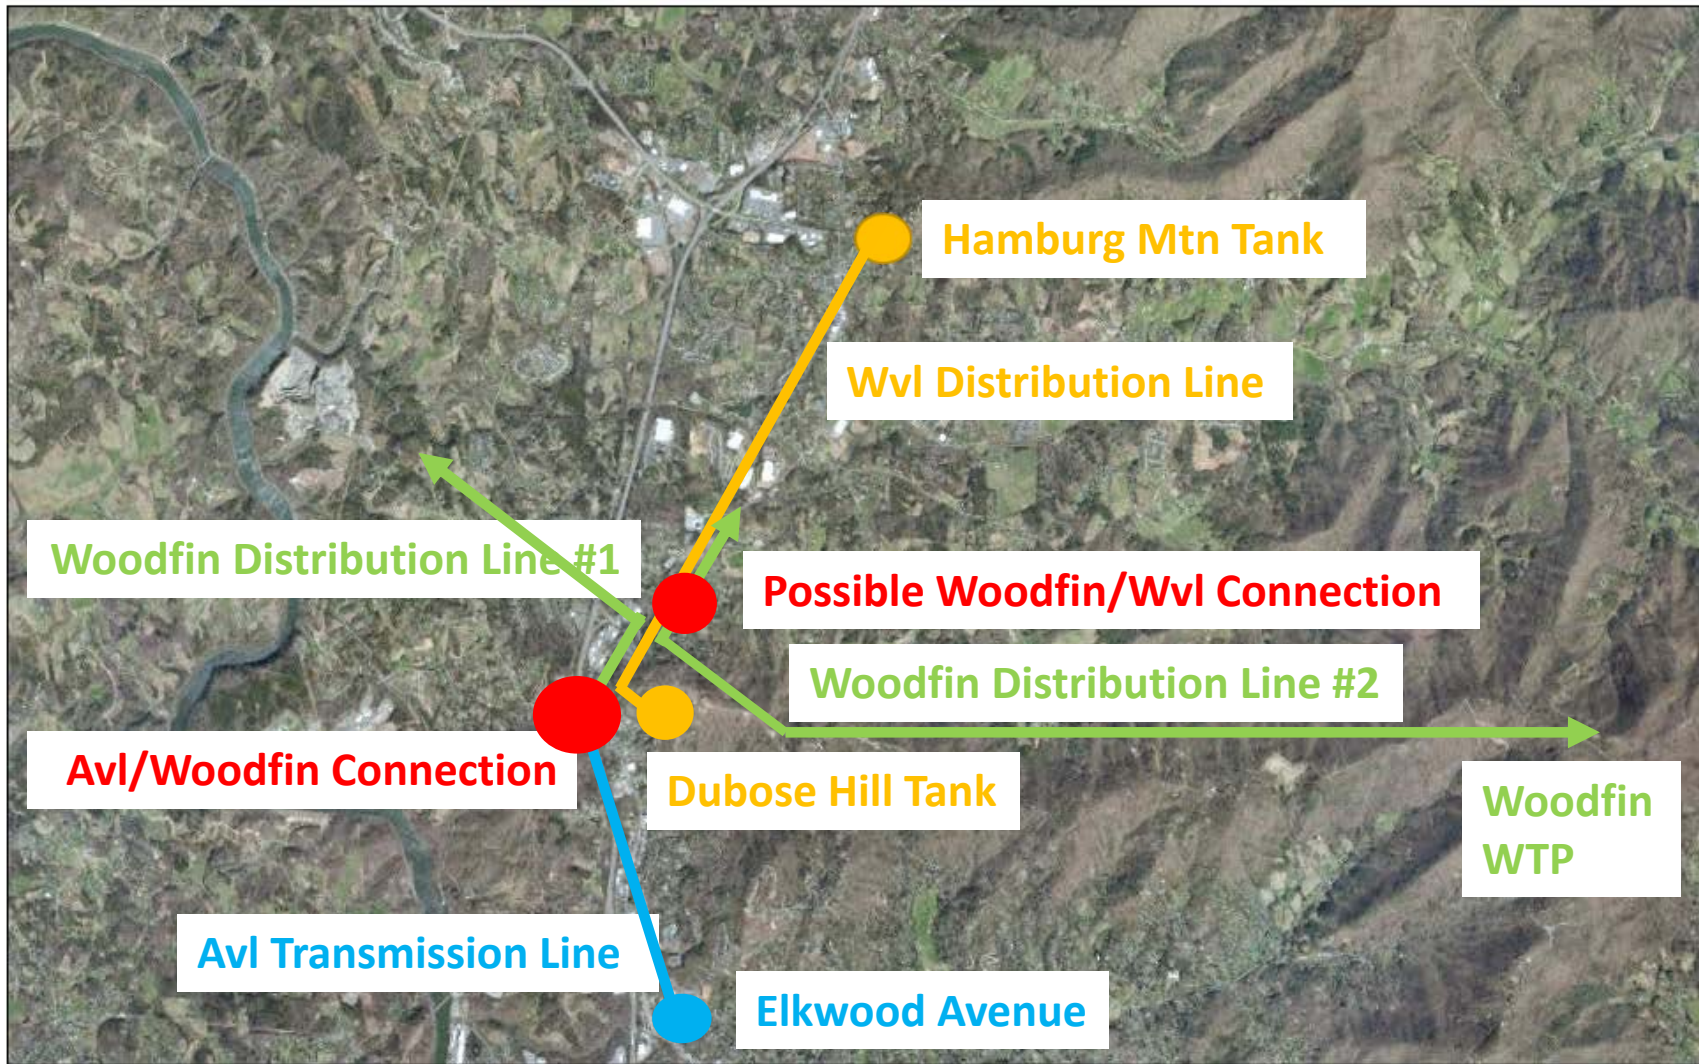 Hamburg Mtn Tank
Wvl Distribution Line
Woodfin Distribution Line #1
Possible Woodfin/Wvl Connection
Woodfin Distribution Line #2
Avl/Woodfin Connection
Dubose Hill Tank
Woodfin
WTP
Avl Transmission Line
Elkwood Avenue